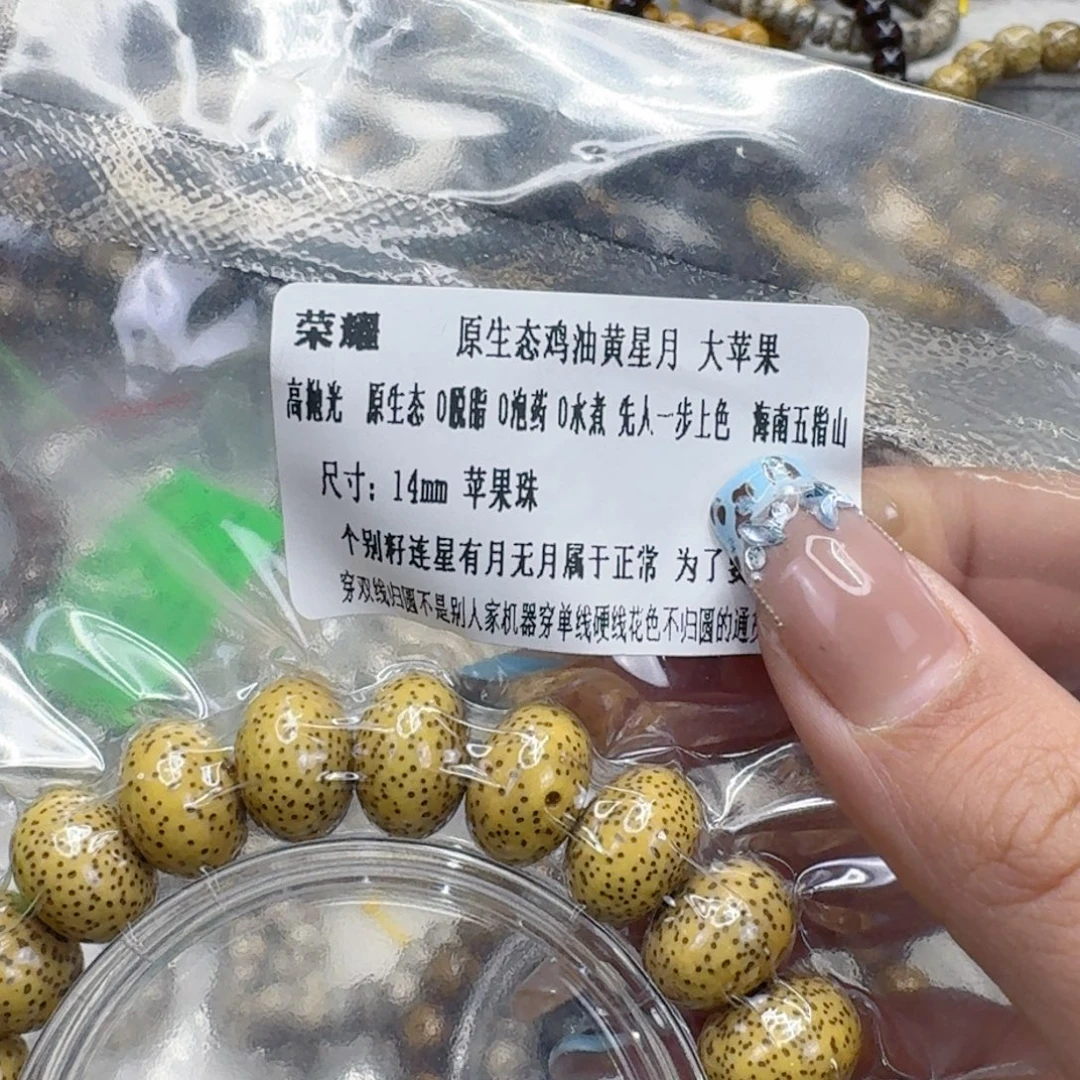 荣耀 原生态鸡油黄星月 大苹果
高抛光 原生态 0脱脂 0泡药 0水煮 先人一步上色 海南五指山
尺寸：14mm 苹果珠
个别籽连星有月无月属于正常 为了
穿双线归圆不是别人家机器穿单线硬线花色不归圆的通